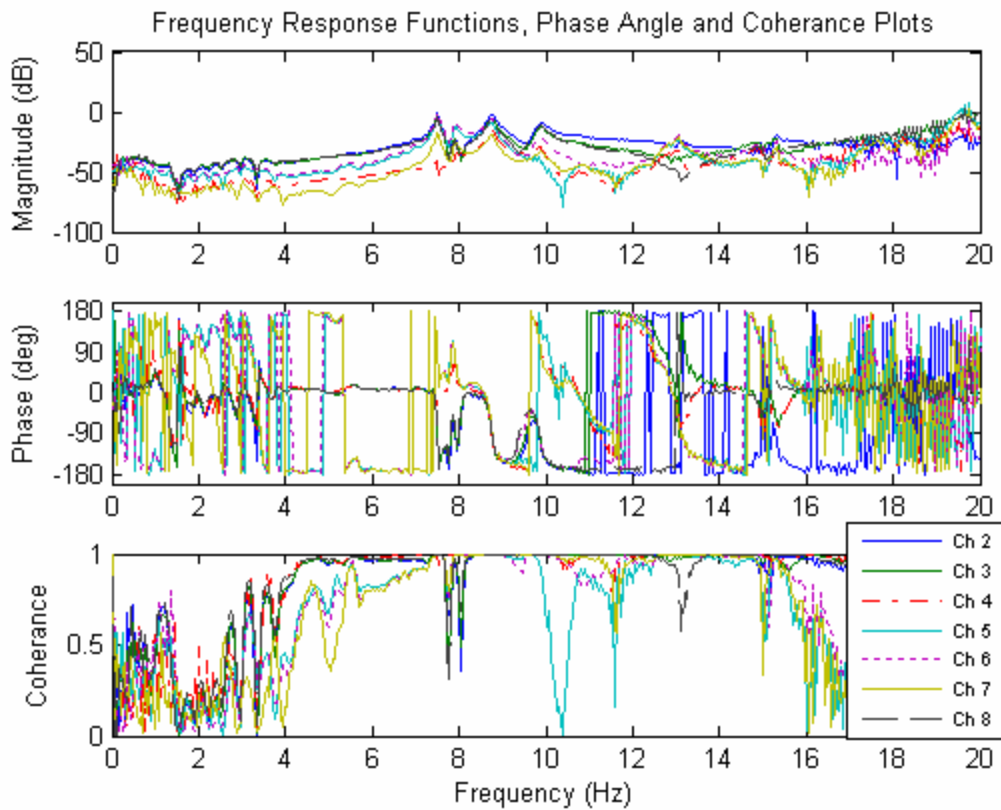 Frequency Response Functions, Phase Angle and Coherance Plots
Magnitude (dB)
50
0
-50
-100
0 2 4 6 8 10 12 14 16 18 20
Phase (deg)
180
90
0
-90
-180
0 2 4 6 8 10 12 14 16 18 20
Coherance
1
0.5
0
0 2 4 6 8 10 12 14 16 18 20
Frequency (Hz)
Ch 2
Ch 3
Ch 4
Ch 5
Ch 6
Ch 7
Ch 8